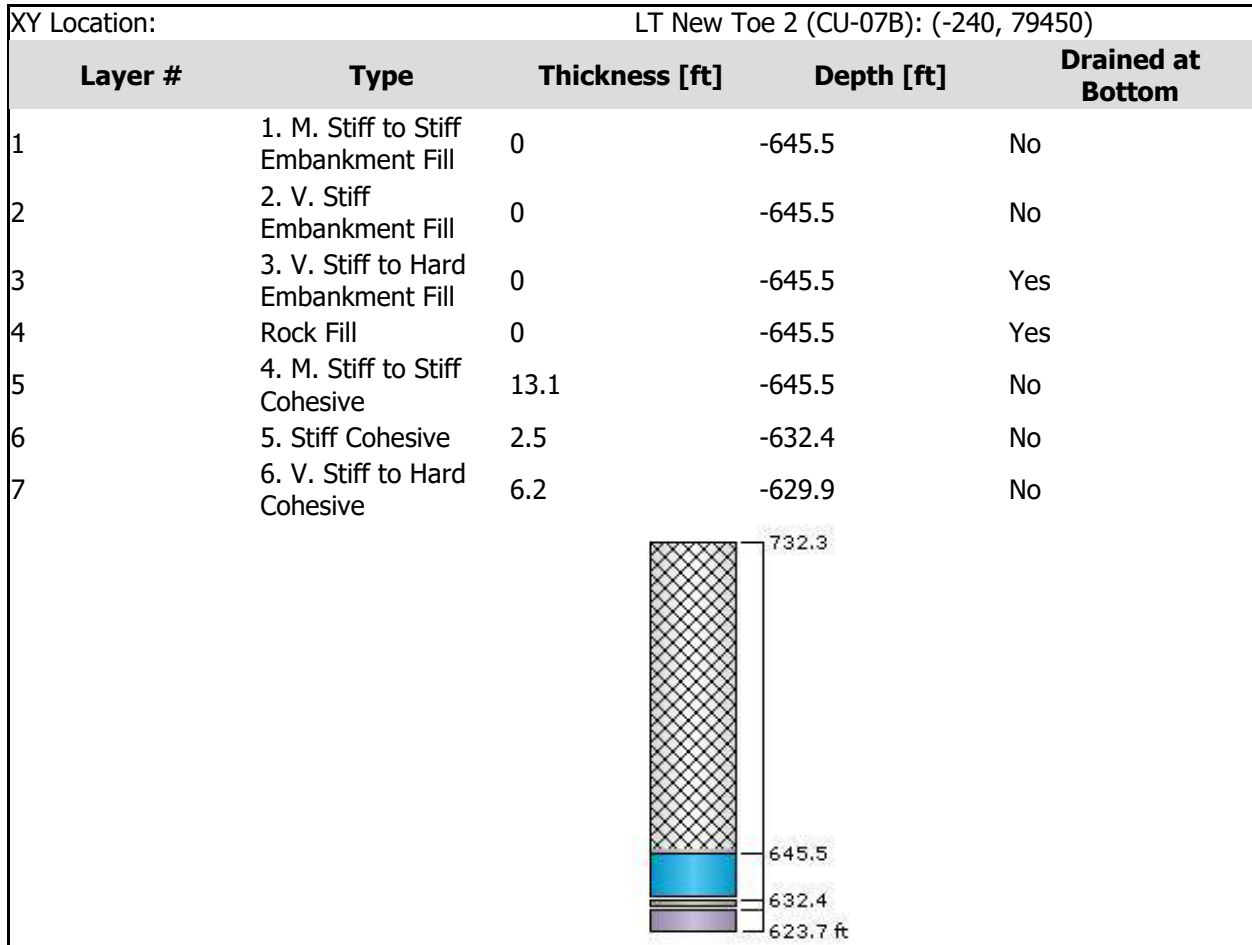 XY Location: LT New Toe 2 (CU-07B): (-240, 79450)
Layer # Type Thickness [ft] Depth [ft] Drained at
Bottom
1 1. M. Stiff to Stiff
Embankment Fill 0 -645.5 No
2 2. V. Stiff
Embankment Fill 0 -645.5 No
3 3. V. Stiff to Hard
Embankment Fill 0 -645.5 Yes
4 Rock Fill 0 -645.5 Yes
5 4. M. Stiff to Stiff
Cohesive 13.1 -645.5 No
6 5. Stiff Cohesive 2.5 -632.4 No
7 6. V. Stiff to Hard
Cohesive 6.2 -629.9 No
732.3
645.5
632.4
623.7 ft